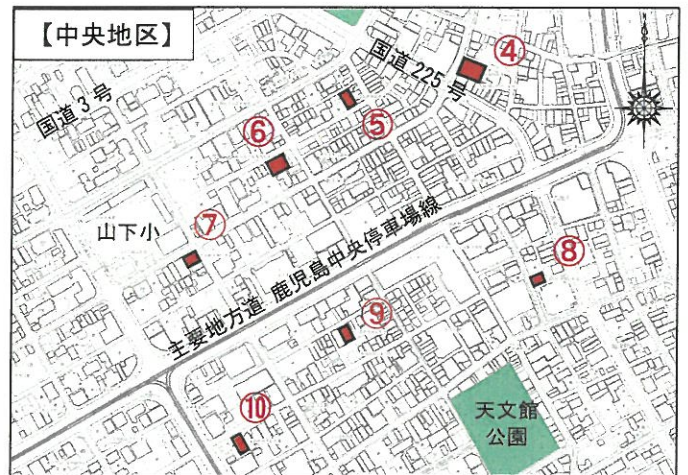 【中央地区】
国道3号
国道225号
④
⑤
⑥
⑦
山下小
主要地方道 鹿児島中央停車場線
⑧
⑨
⑩
天文館
公園